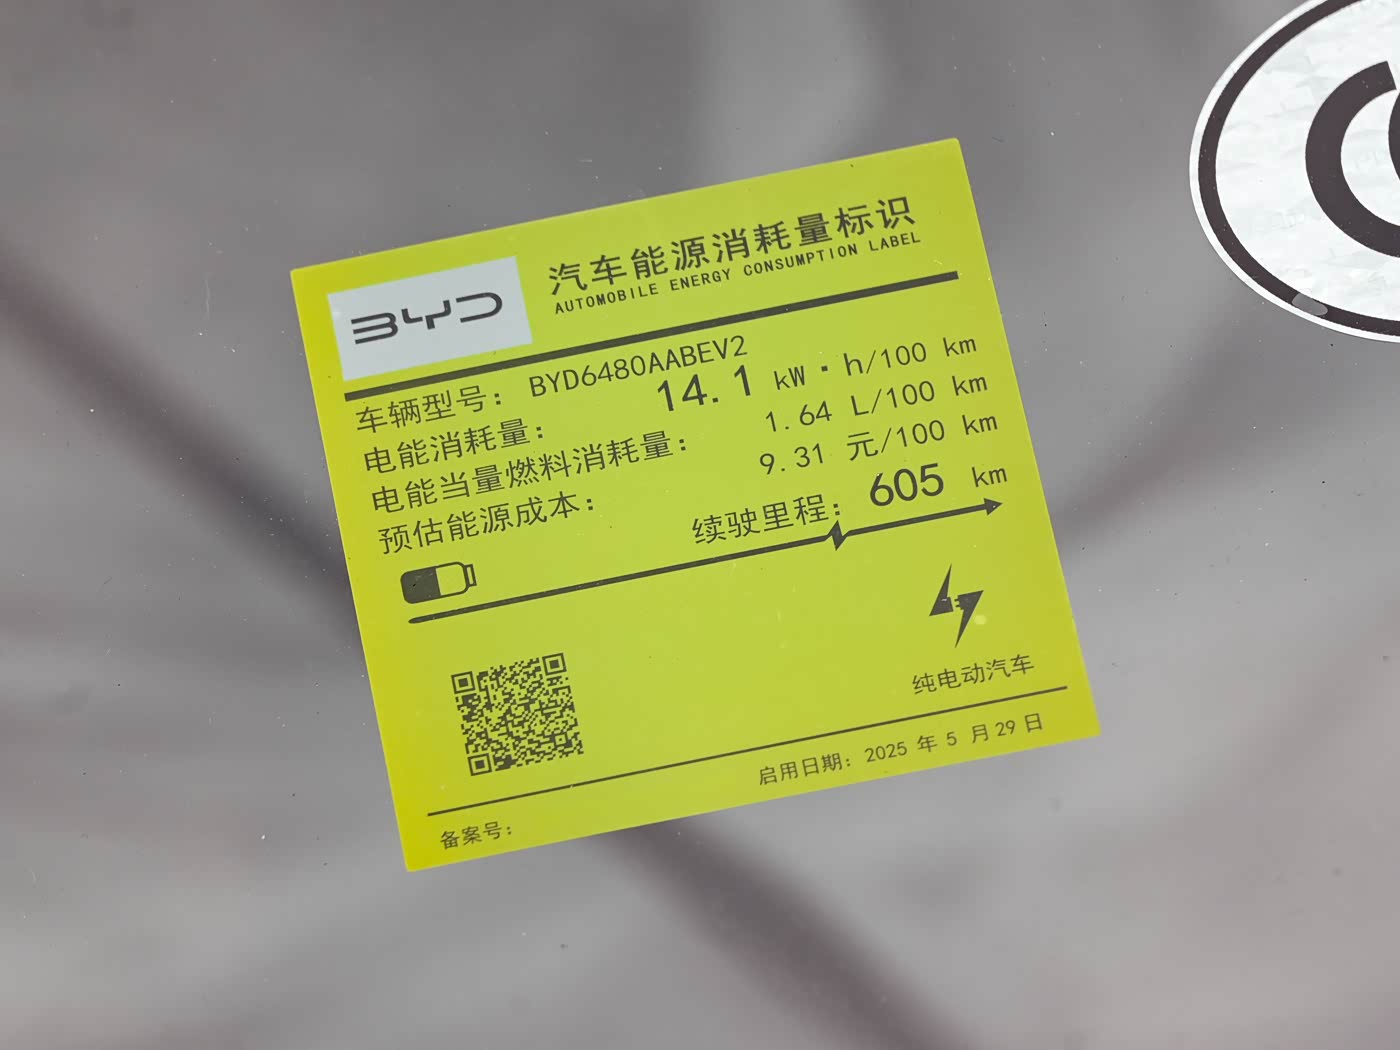 BYD
汽车能源消耗量标识
AUTOMOBILE ENERGY CONSUMPTION LABEL
车辆型号： BYD6480AABEV2
电能消耗量： 14.1 kW·h/100 km
电能当量燃料消耗量： 1.64 L/100 km
预估能源成本： 9.31 元/100 km
续驶里程： 605 km
纯电动汽车
启用日期： 2025 年 5 月 29 日
备案号：